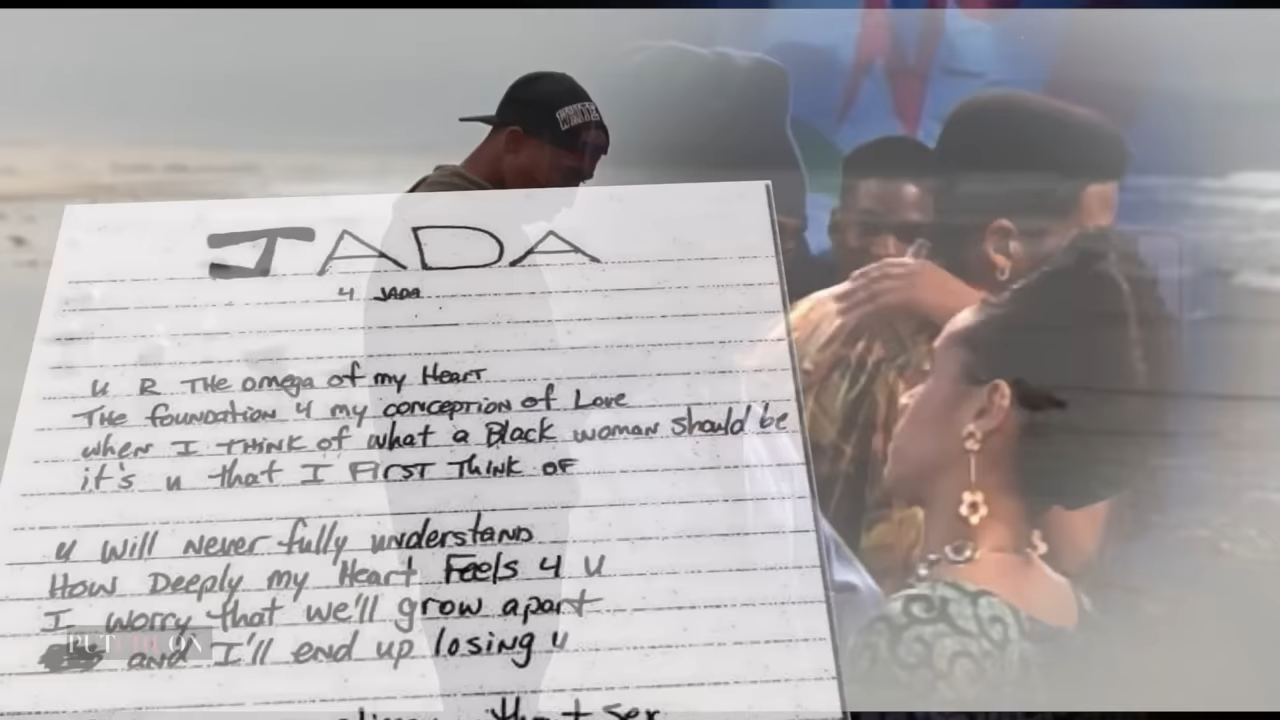 JADA
4 JADA
u R THE omega of my Heart
The foundation 4 my conception of Love
when I THINK of what a Black woman should be
it's u that I FIRST Think of
u will never fully understand
How Deeply my Heart Feels 4 u
I worry that we'll grow apart
and I'll end up losing u